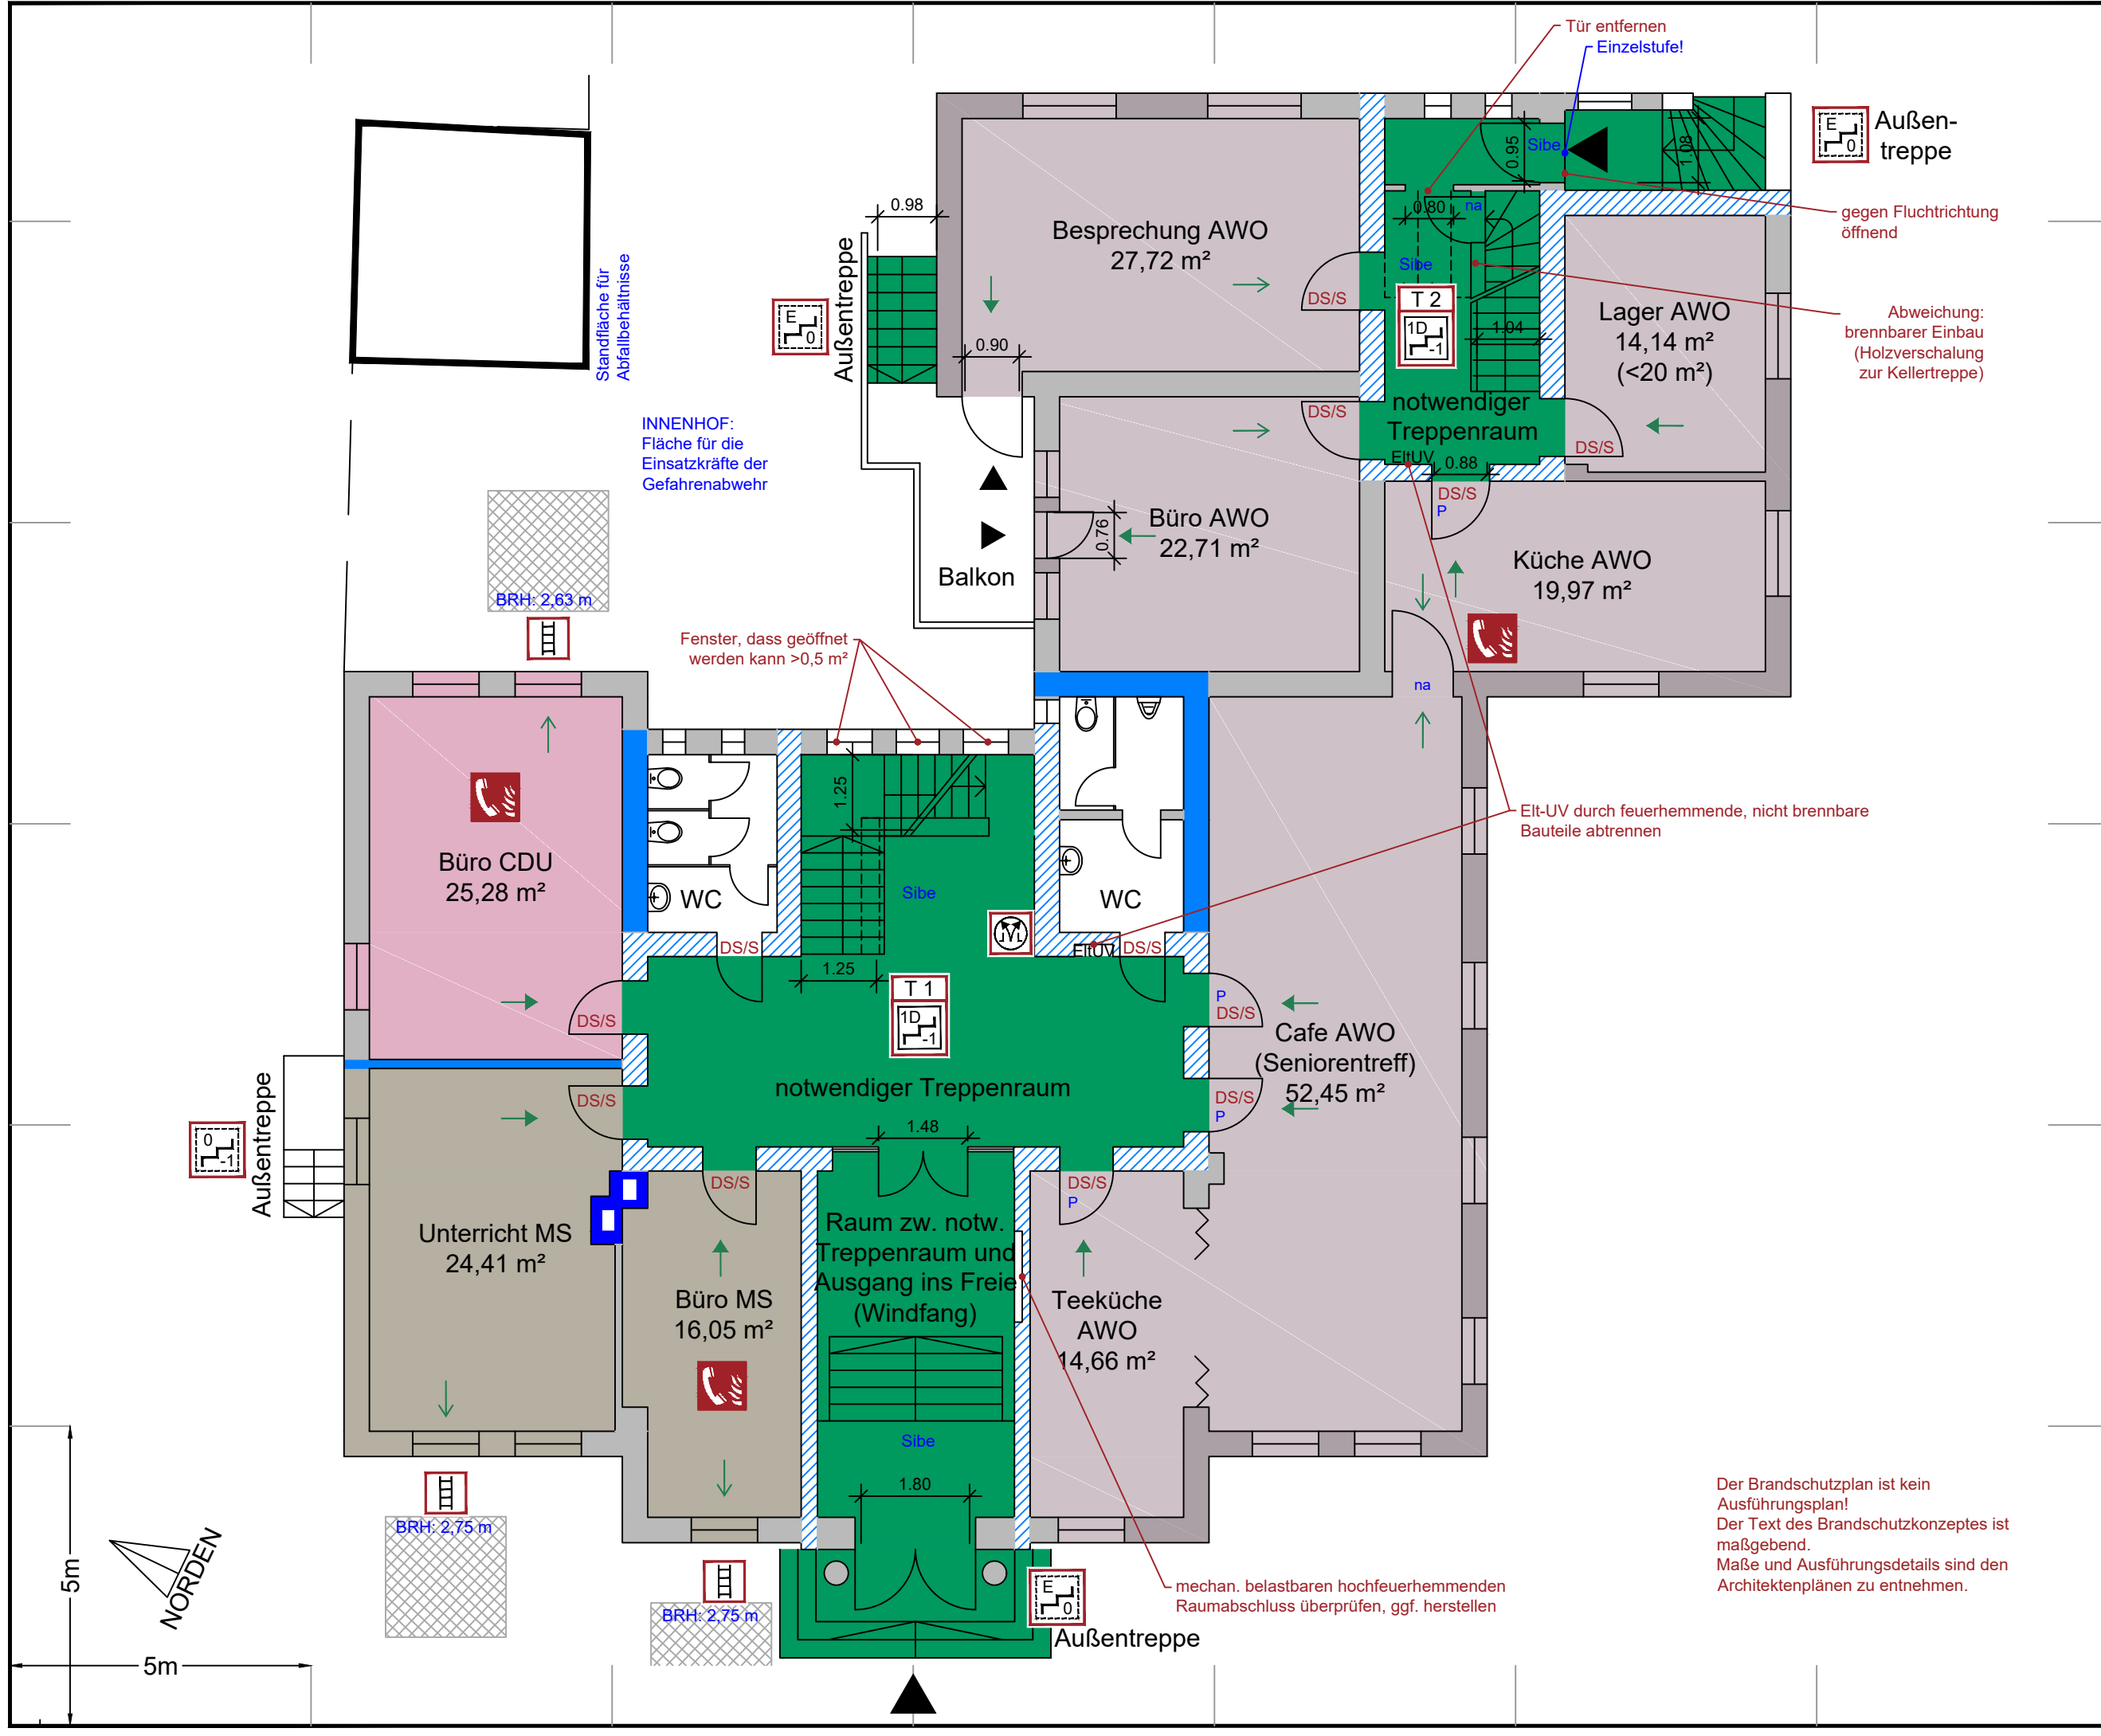 Tür entfernen
Einzelstufe!
E
0
Außen-
treppe
0.95
Sibe
1.08
0.98
Besprechung AWO
27,72 m²
0.80
na
gegen Fluchtrichtung
öffnend
Standfläche für
Abfallbehältnisse
E
0
Außentreppe
Sibe
DS/S
T 2
1D
-1
1.04
Lager AWO
14,14 m²
(<20 m²)
Abweichung:
brennbarer Einbau
(Holzverschalung
zur Kellertreppe)
0.90
INNENHOF:
Fläche für die
Einsatzkräfte der
Gefahrenabwehr
DS/S
notwendiger
Treppenraum
DS/S
EltUV
0.88
DS/S
P
Büro AWO
22,71 m²
0.76
Balkon
Küche AWO
19,97 m²
BRH: 2,63 m
Fenster, dass geöffnet
werden kann >0,5 m²
na
1.25
Elt-UV durch feuerhemmende, nicht brennbare
Bauteile abtrennen
Büro CDU
25,28 m²
WC
Sibe
WC
DS/S
EltUV
DS/S
1.25
T 1
1D
-1
DS/S
P
DS/S
Cafe AWO
(Seniorentreff)
52,45 m²
notwendiger Treppenraum
DS/S
DS/S
P
0
-1
Außentreppe
1.48
DS/S
DS/S
P
Unterricht MS
24,41 m²
Raum zw. notw.
Treppenraum und
Ausgang ins Freie
(Windfang)
Büro MS
16,05 m²
Teeküche
AWO
14,66 m²
Sibe
1.80
BRH: 2,75 m
BRH: 2,75 m
Der Brandschutzplan ist kein
Ausführungsplan!
Der Text des Brandschutzkonzeptes ist
maßgebend.
Maße und Ausführungsdetails sind den
Architektenplänen zu entnehmen.
NORDEN
5m
5m
E
0
Außentreppe
mechan. belastbaren hochfeuerhemmenden
Raumabschluss überprüfen, ggf. herstellen